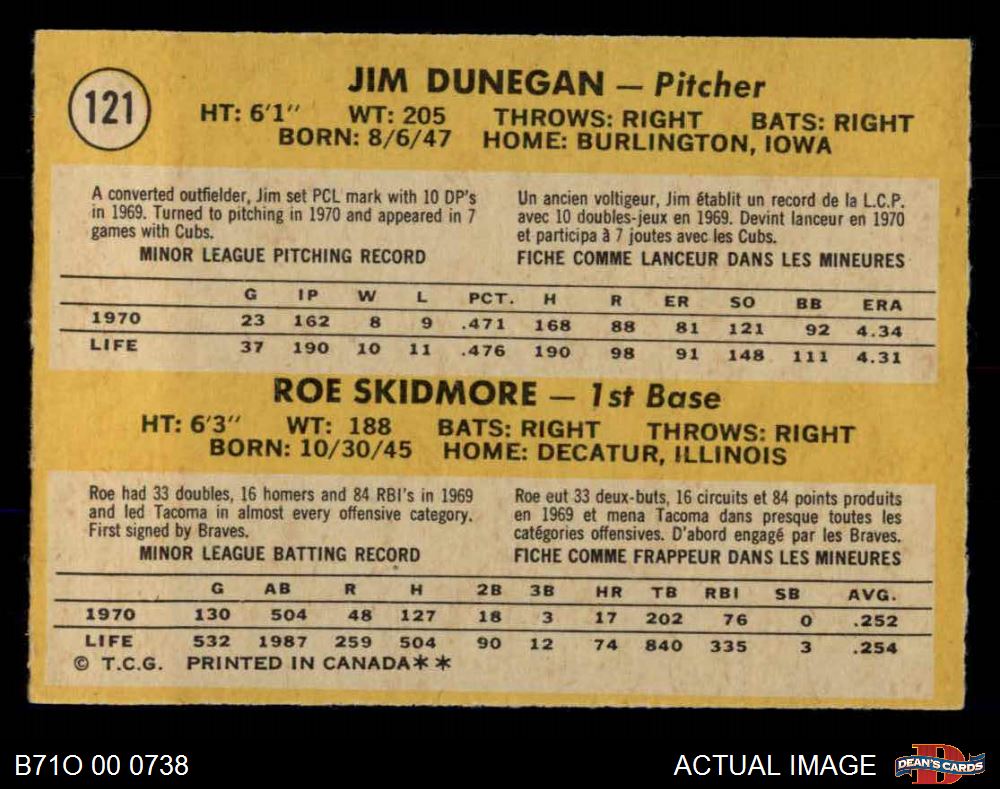 121
JIM DUNEGAN — Pitcher
HT: 6'1" WT: 205 THROWS: RIGHT BATS: RIGHT
BORN: 8/6/47 HOME: BURLINGTON, IOWA
A converted outfielder, Jim set PCL mark with 10 DP's
in 1969. Turned to pitching in 1970 and appeared in 7
games with Cubs.
MINOR LEAGUE PITCHING RECORD
Un ancien voltigeur, Jim établit un record de la L.C.P.
avec 10 doubles-jeux en 1969. Devint lanceur en 1970
et participa à 7 joutes avec les Cubs.
FICHE COMME LANCEUR DANS LES MINEURES
G IP W L PCT. H R ER SO BB ERA
1970 23 162 8 9 .471 168 88 81 121 92 4.34
LIFE 37 190 10 11 .476 190 98 91 148 111 4.31
ROE SKIDMORE — 1st Base
HT: 6'3" WT: 188 BATS: RIGHT THROWS: RIGHT
BORN: 10/30/45 HOME: DECATUR, ILLINOIS
Roe had 33 doubles, 16 homers and 84 RBI's in 1969
and led Tacoma in almost every offensive category.
First signed by Braves.
MINOR LEAGUE BATTING RECORD
Roe eut 33 deux-buts, 16 circuits et 84 points produits
en 1969 et mena Tacoma dans presque toutes les
catégories offensives. D'abord engagé par les Braves.
FICHE COMME FRAPPEUR DANS LES MINEURES
G AB R H 2B 3B HR TB RBI SB AVG.
1970 130 504 48 127 18 3 17 202 76 0 .252
LIFE 532 1987 259 504 90 12 74 840 335 3 .254
© T.C.G. PRINTED IN CANADA**
B71O 00 0738
ACTUAL IMAGE
DEAN'S CARDS